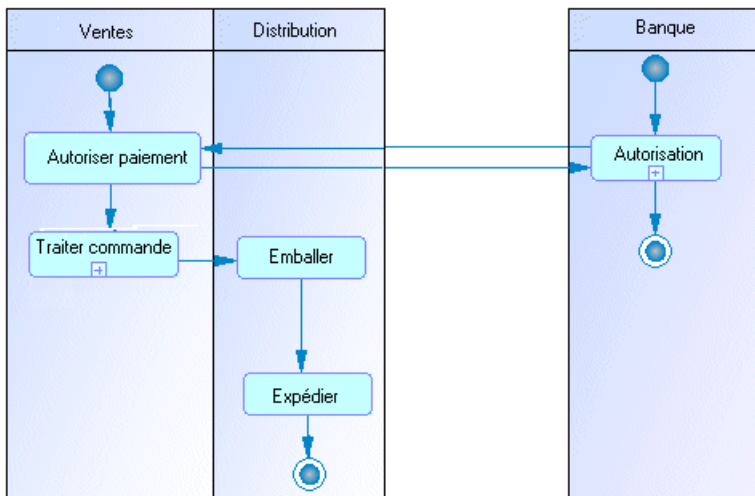 Ventes
Distribution
Banque
Autoriser paiement
Autorisation
Traiter commande
Emballer
Expédier